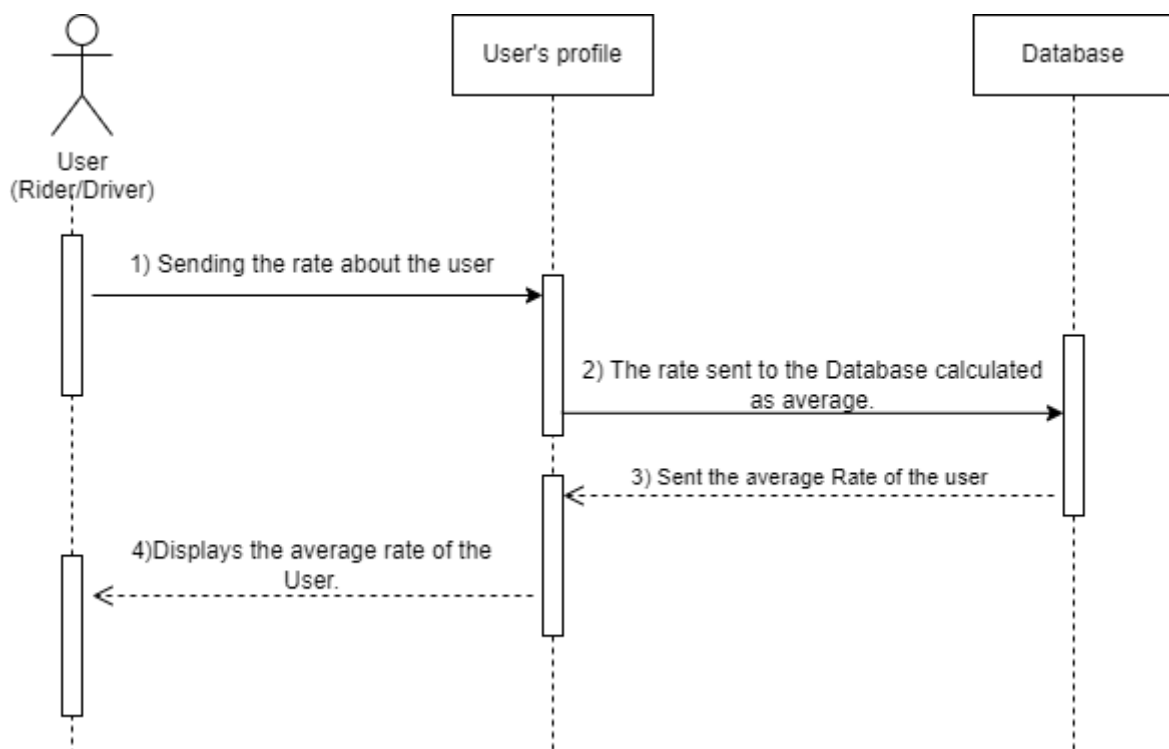 User's profile
Database
User
(Rider/Driver)
1) Sending the rate about the user
2) The rate sent to the Database calculated
as average.
3) Sent the average Rate of the user
4)Displays the average rate of the
User.